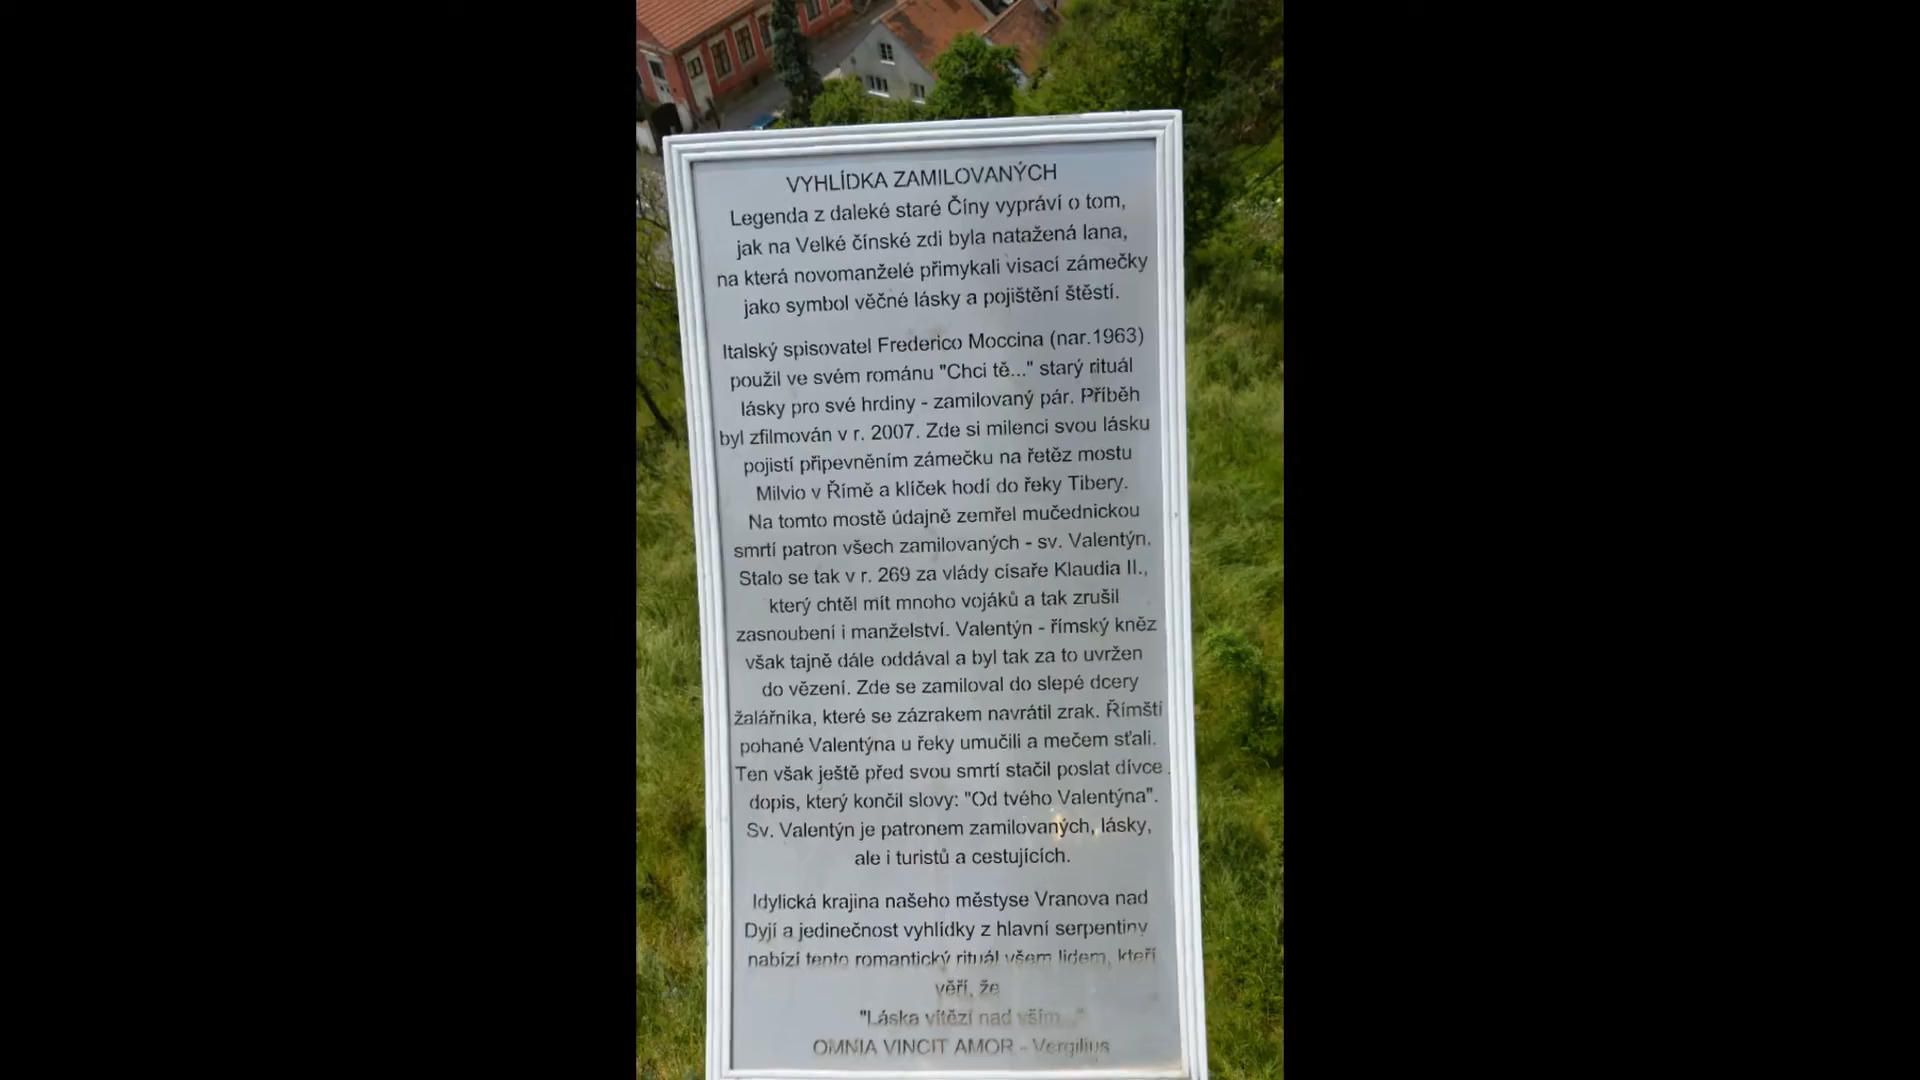 VYHLÍDKA ZAMILOVANÝCH
Legenda z daleké staré Číny vypráví o tom,
jak na Velké čínské zdi byla natažená lana,
na která novomanželé přimykali visací zámečky
jako symbol věčné lásky a pojištění štěstí.
Italský spisovatel Frederico Moccina (nar.1963)
použil ve svém románu "Chci tě..." starý rituál
lásky pro své hrdiny - zamilovaný pár. Příběh
byl zfilmován v r. 2007. Zde si milenci svou lásku
pojistí připevněním zámečku na řetěz mostu
Milvio v Římě a klíček hodí do řeky Tibery.
Na tomto mostě údajně zemřel mučednickou
smrtí patron všech zamilovaných - sv. Valentýn.
Stalo se tak v r. 269 za vlády císaře Klaudia II.,
který chtěl mít mnoho vojáků a tak zrušil
zasnoubení i manželství. Valentýn - římský kněz
však tajně dále oddával a byl tak za to uvržen
do vězení. Zde se zamiloval do slepé dcery
žalářníka, které se zázrakem navrátil zrak. Římští
pohané Valentýna u řeky umučili a mečem sťali.
Ten však ještě před svou smrtí stačil poslat dívce
dopis, který končil slovy: "Od tvého Valentýna".
Sv. Valentýn je patronem zamilovaných, lásky,
ale i turistů a cestujících.
Idylická krajina našeho městyse Vranova nad
Dyjí a jedinečnost vyhlídky z hlavní serpentiny
nabízí tento romantický rituál všem lidem, kteří
věří, že
"Láska vítězí nad vším..."
OMNIA VINCIT AMOR - Vergilius